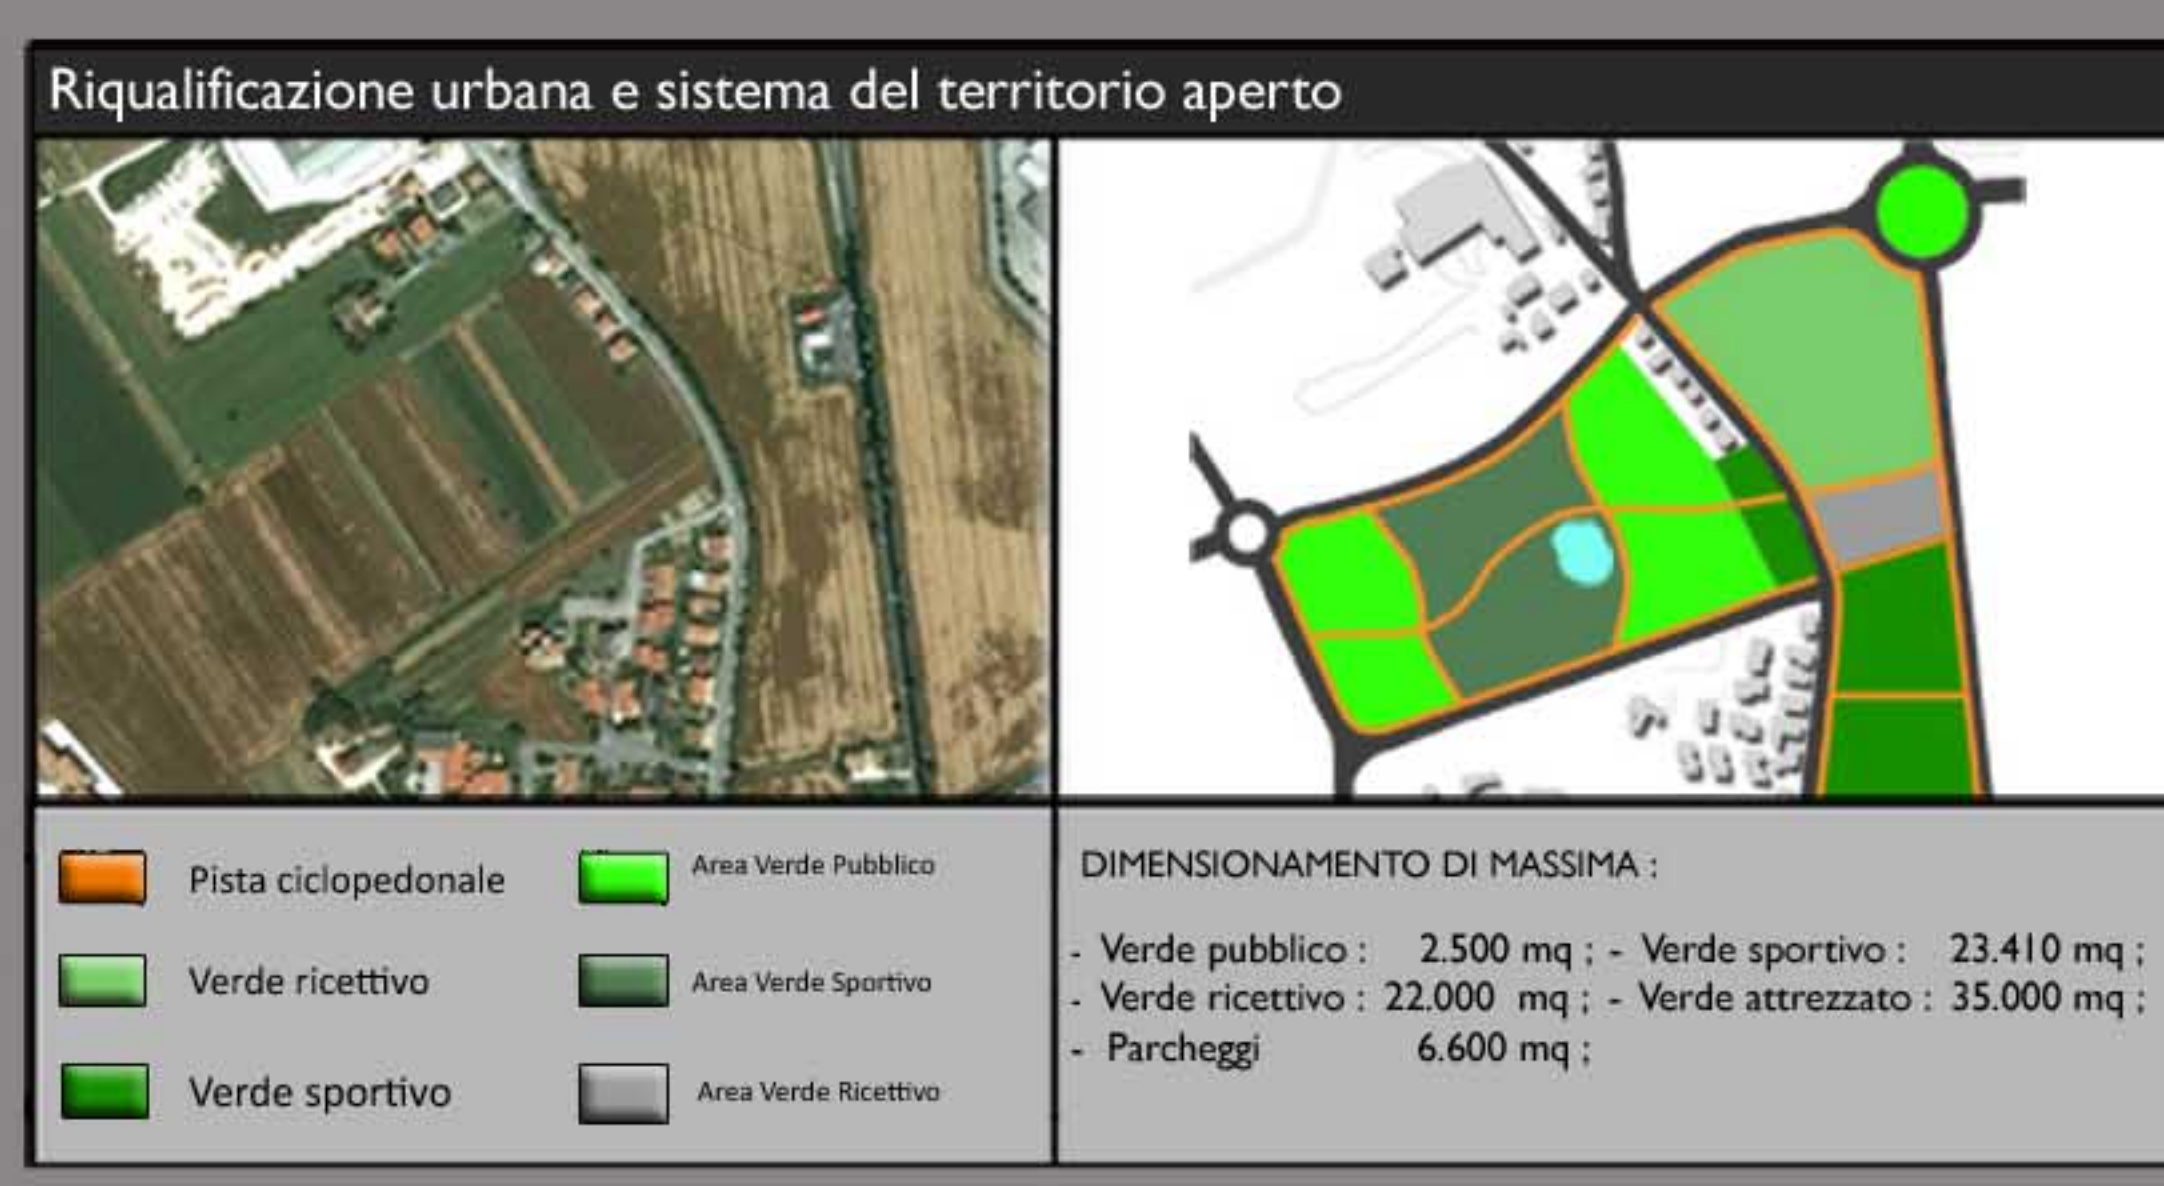 Riqualificazione urbana e sistema del territorio aperto
Pista ciclopedonale
Area Verde Pubblico
Verde ricettivo
Area Verde Sportivo
Verde sportivo
Area Verde Ricettivo
DIMENSIONAMENTO DI MASSIMA :
- Verde pubblico : 2.500 mq ; - Verde sportivo : 23.410 mq ;
- Verde ricettivo : 22.000 mq ; - Verde attrezzato : 35.000 mq ;
- Parcheggi 6.600 mq ;